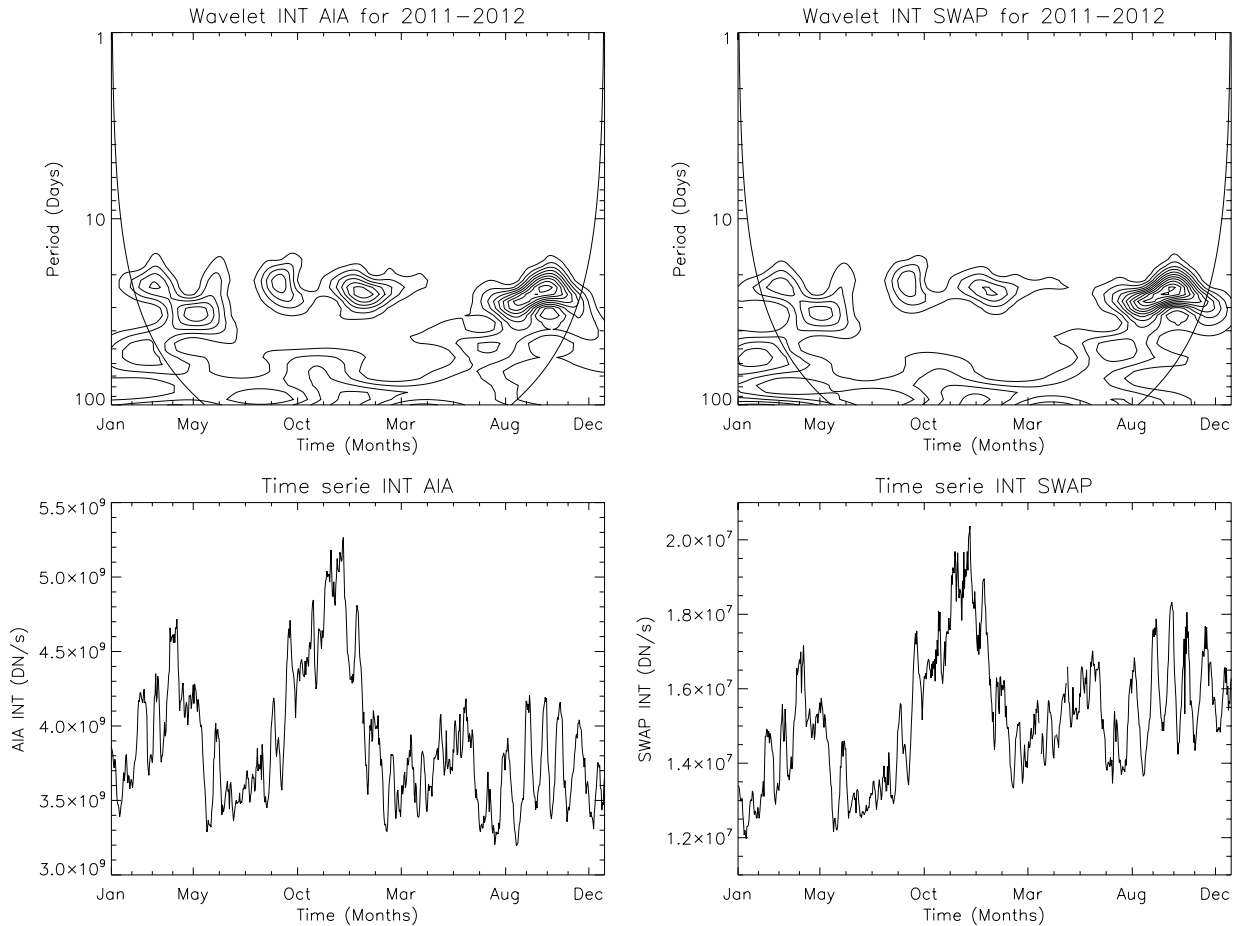 Wavelet INT AIA for 2011−2012
1
10
100
Period (Days)
Jan May Oct Mar Aug Dec
Time (Months)
Wavelet INT SWAP for 2011−2012
1
10
100
Period (Days)
Jan May Oct Mar Aug Dec
Time (Months)
Time serie INT AIA
5.5×10⁹
5.0×10⁹
4.5×10⁹
4.0×10⁹
3.5×10⁹
3.0×10⁹
AIA INT (DN/s)
Jan May Oct Mar Aug Dec
Time (Months)
Time serie INT SWAP
2.0×10⁷
1.8×10⁷
1.6×10⁷
1.4×10⁷
1.2×10⁷
SWAP INT (DN/s)
Jan May Oct Mar Aug Dec
Time (Months)